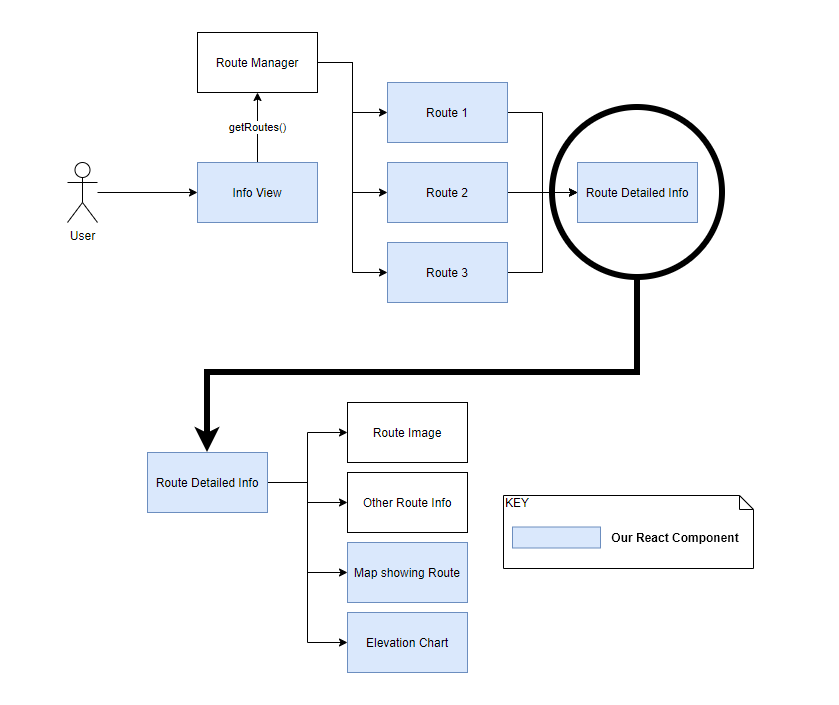 Route Manager
Route 1
getRoutes()
Info View
Route 2
Route Detailed Info
User
Route 3
Route Image
Route Detailed Info
Other Route Info
KEY
Our React Component
Map showing Route
Elevation Chart